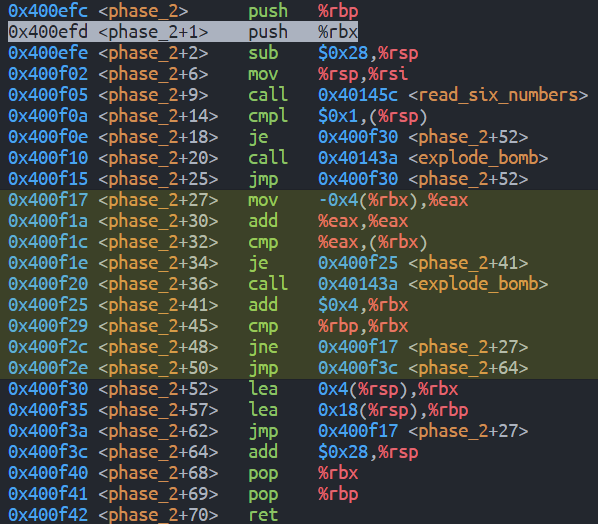 0x400efc <phase_2> push %rbp
0x400efd <phase_2+1> push %rbx
0x400efe <phase_2+2> sub $0x28,%rsp
0x400f02 <phase_2+6> mov %rsp,%rsi
0x400f05 <phase_2+9> call 0x40145c <read_six_numbers>
0x400f0a <phase_2+14> cmpl $0x1,(%rsp)
0x400f0e <phase_2+18> je 0x400f30 <phase_2+52>
0x400f10 <phase_2+20> call 0x40143a <explode_bomb>
0x400f15 <phase_2+25> jmp 0x400f30 <phase_2+52>
0x400f17 <phase_2+27> mov -0x4(%rbx),%eax
0x400f1a <phase_2+30> add %eax,%eax
0x400f1c <phase_2+32> cmp %eax,(%rbx)
0x400f1e <phase_2+34> je 0x400f25 <phase_2+41>
0x400f20 <phase_2+36> call 0x40143a <explode_bomb>
0x400f25 <phase_2+41> add $0x4,%rbx
0x400f29 <phase_2+45> cmp %rbp,%rbx
0x400f2c <phase_2+48> jne 0x400f17 <phase_2+27>
0x400f2e <phase_2+50> jmp 0x400f3c <phase_2+64>
0x400f30 <phase_2+52> lea 0x4(%rsp),%rbx
0x400f35 <phase_2+57> lea 0x18(%rsp),%rbp
0x400f3a <phase_2+62> jmp 0x400f17 <phase_2+27>
0x400f3c <phase_2+64> add $0x28,%rsp
0x400f40 <phase_2+68> pop %rbx
0x400f41 <phase_2+69> pop %rbp
0x400f42 <phase_2+70> ret